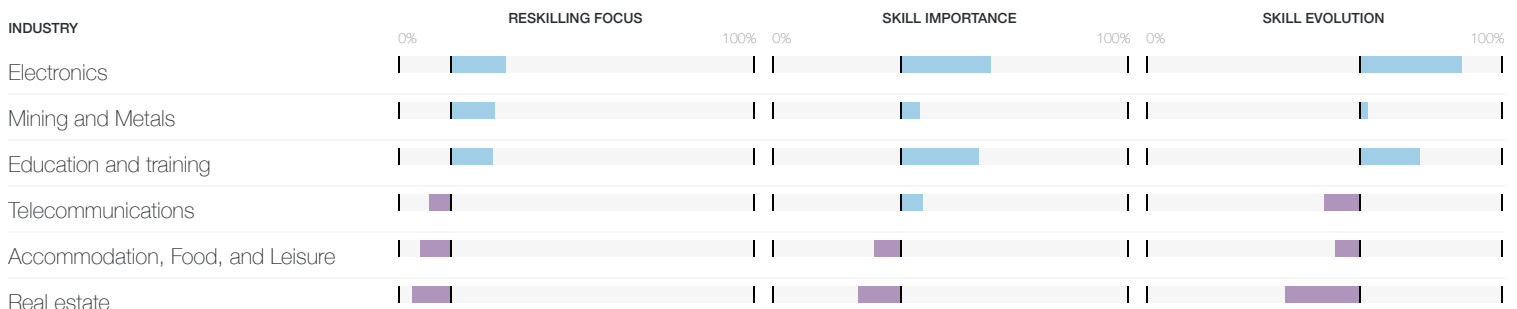 INDUSTRY
RESKILLING FOCUS
SKILL IMPORTANCE
SKILL EVOLUTION
0% 100% 0% 100% 0% 100%
Electronics
Mining and Metals
Education and training
Telecommunications
Accommodation, Food, and Leisure
Real estate